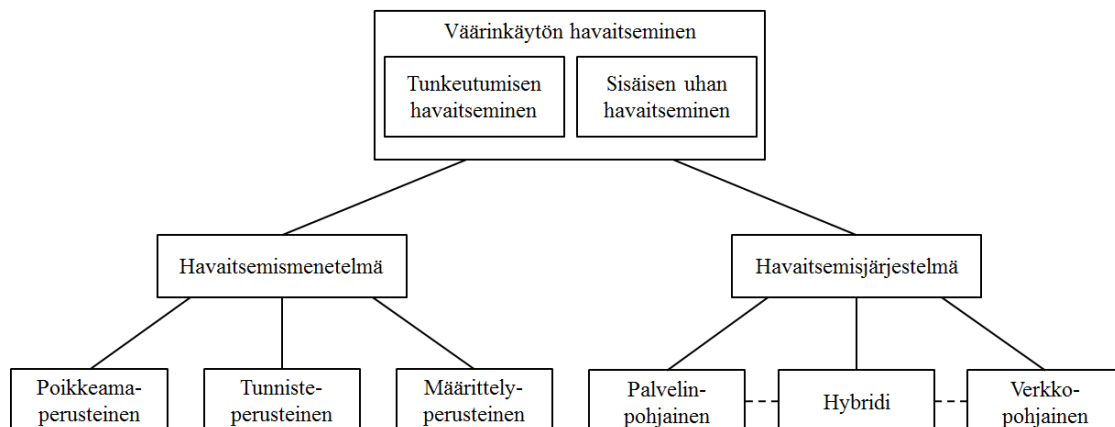 Väärinkäytön havaitseminen
Tunkeutumisen
havaitseminen
Sisäisen uhan
havaitseminen
Havaitsemismenetelmä
Havaitsemisjärjestelmä
Poikkeama-
perusteinen
Tunniste-
perusteinen
Määrittely-
perusteinen
Palvelin-
pohjainen
Hybridi
Verkko-
pohjainen